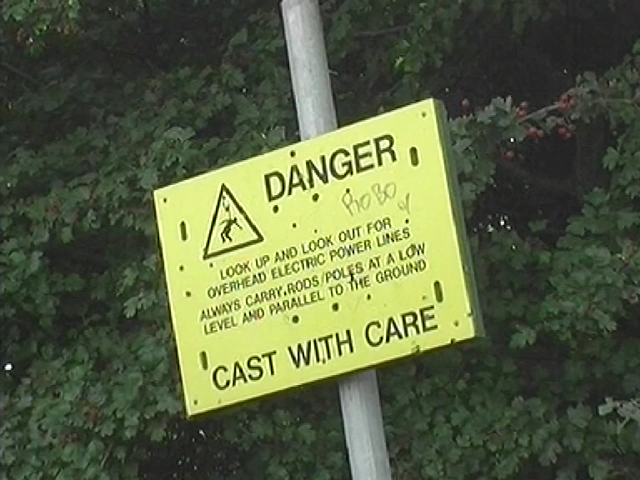 DANGER
ROBO
LOOK UP AND LOOK OUT FOR
OVERHEAD ELECTRIC POWER LINES
ALWAYS CARRY RODS/POLES AT A LOW
LEVEL AND PARALLEL TO THE GROUND
CAST WITH CARE